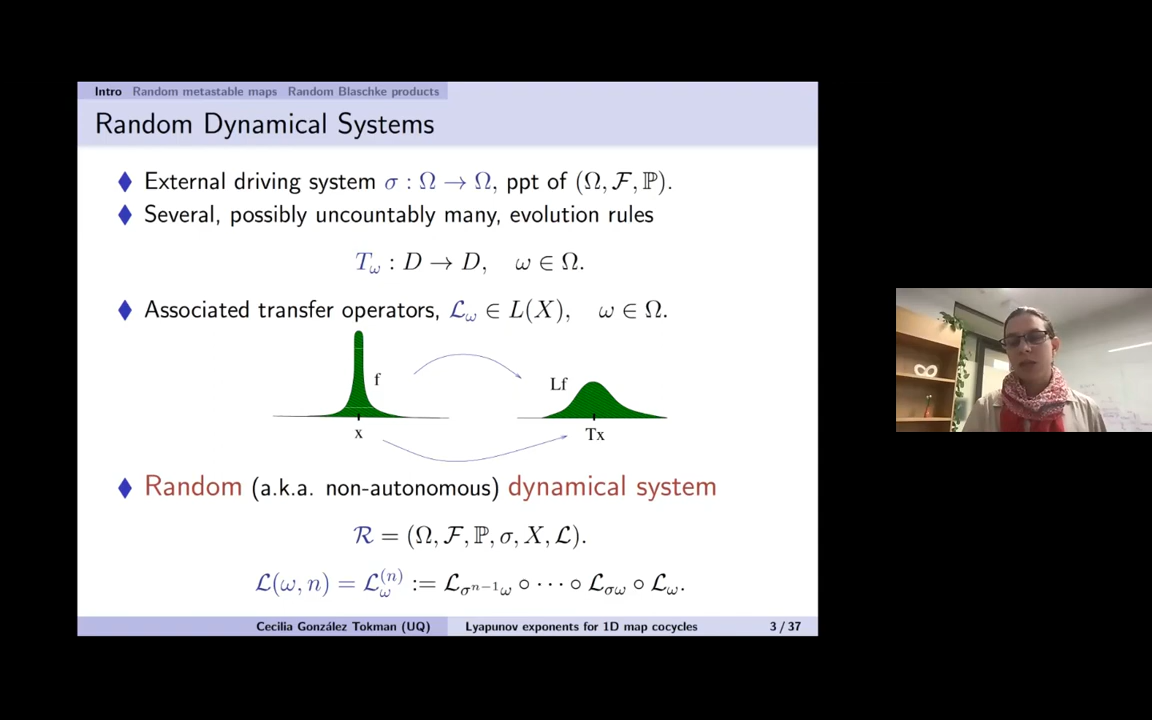 Intro Random metastable maps Random Blaschke products
Random Dynamical Systems
External driving system σ : Ω → Ω, ppt of (Ω, ℱ, ℙ).
Several, possibly uncountably many, evolution rules
T_ω : D → D, ω ∈ Ω.
Associated transfer operators, ℒ_ω ∈ L(X), ω ∈ Ω.
f
Lf
x
Tx
Random (a.k.a. non-autonomous) dynamical system
ℛ = (Ω, ℱ, ℙ, σ, X, ℒ).
ℒ(ω, n) = ℒ_ω^{(n)} := ℒ_{σ^{n−1}ω} ∘ ⋯ ∘ ℒ_{σω} ∘ ℒ_ω.
Cecilia González Tokman (UQ) Lyapunov exponents for 1D map cocycles 3 / 37